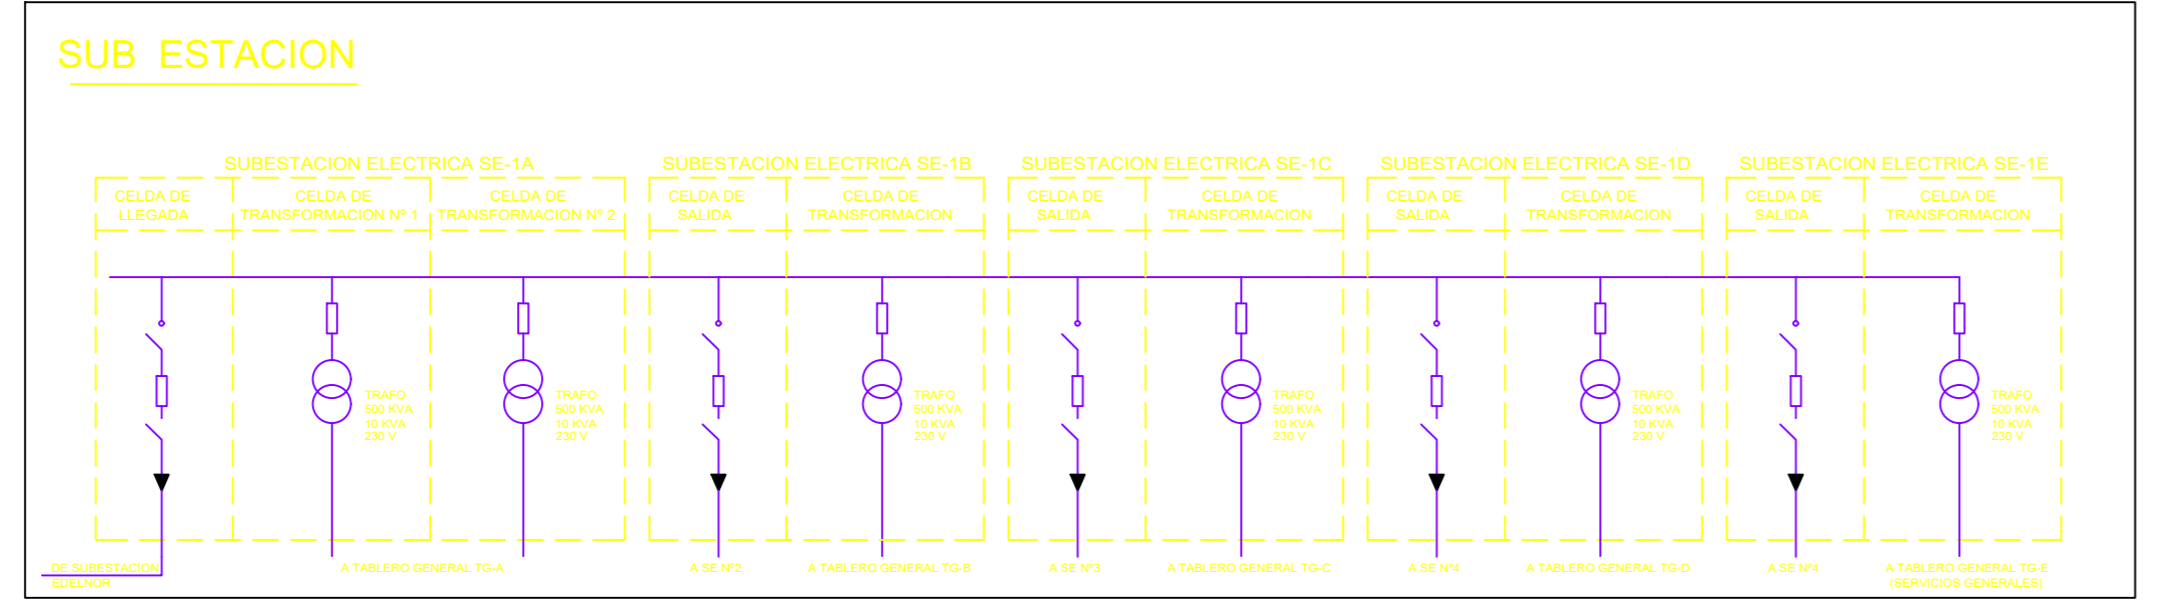 SUB ESTACION
SUBESTACION ELECTRICA SE-1A
SUBESTACION ELECTRICA SE-1B
SUBESTACION ELECTRICA SE-1C
SUBESTACION ELECTRICA SE-1D
SUBESTACION ELECTRICA SE-1E
CELDA DE
LLEGADA
CELDA DE
TRANSFORMACION Nº 1
CELDA DE
TRANSFORMACION Nº 2
CELDA DE
SALIDA
CELDA DE
TRANSFORMACION
CELDA DE
SALIDA
CELDA DE
TRANSFORMACION
CELDA DE
SALIDA
CELDA DE
TRANSFORMACION
CELDA DE
SALIDA
CELDA DE
TRANSFORMACION
TRAFO
500 KVA
10 KVA
230 V
TRAFO
500 KVA
10 KVA
230 V
TRAFO
500 KVA
10 KVA
230 V
TRAFO
500 KVA
10 KVA
230 V
TRAFO
500 KVA
10 KVA
230 V
TRAFO
500 KVA
10 KVA
230 V
DE SUBESTACION
EDELNOR
A TABLERO GENERAL TG-A
A SE Nº2
A TABLERO GENERAL TG-B
A SE Nº3
A TABLERO GENERAL TG-C
A SE Nº4
A TABLERO GENERAL TG-D
A SE Nº4
A TABLERO GENERAL TG-E
(SERVICIOS GENERALES)